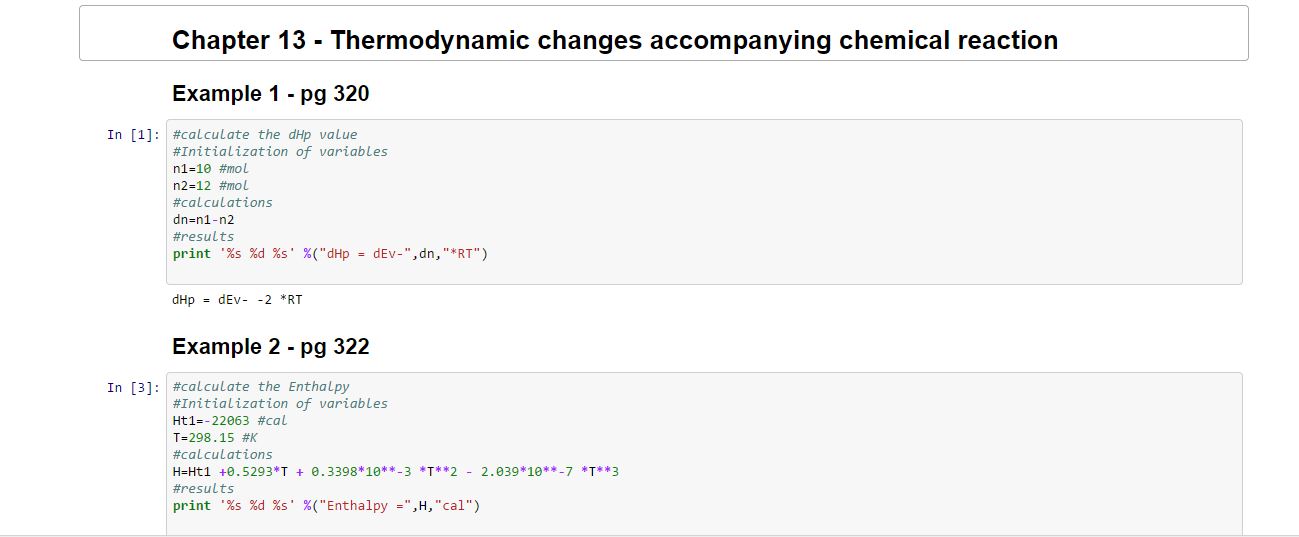 Chapter 13 - Thermodynamic changes accompanying chemical reaction
Example 1 - pg 320
In [1]:
#calculate the dHp value
#Initialization of variables
n1=10 #mol
n2=12 #mol
#calculations
dn=n1-n2
#results
print '%s %d %s' %("dHp = dEv-",dn,"*RT")
dHp = dEv- -2 *RT
Example 2 - pg 322
In [3]:
#calculate the Enthalpy
#Initialization of variables
Ht1=-22063 #cal
T=298.15 #K
#calculations
H=Ht1 +0.5293*T + 0.3398*10**-3 *T**2 - 2.039*10**-7 *T**3
#results
print '%s %d %s' %("Enthalpy =",H,"cal")